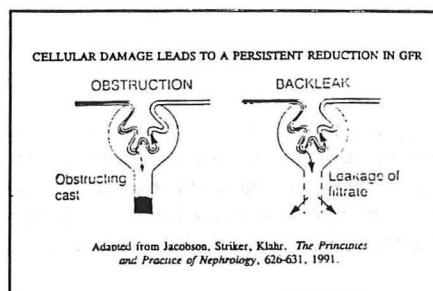 CELLULAR DAMAGE LEADS TO A PERSISTENT REDUCTION IN GFR
OBSTRUCTION
BACKLEAK
Obstructing
cast
Leakage of
filtrate
Adapted from Jacobson, Striker, Klahr. The Principles
and Practice of Nephrology, 626-631, 1991.